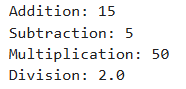 Addition: 15
Subtraction: 5
Multiplication: 50
Division: 2.0